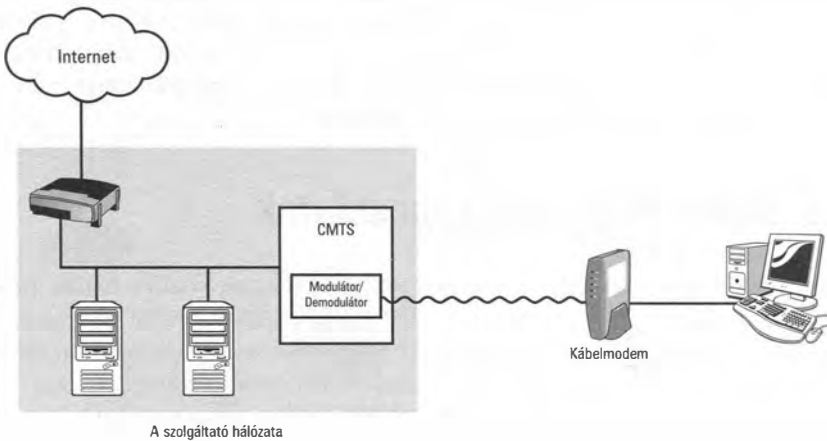 Internet
CMTS
Modulátor/
Demodulátor
Kábelmodem
A szolgáltató hálózata